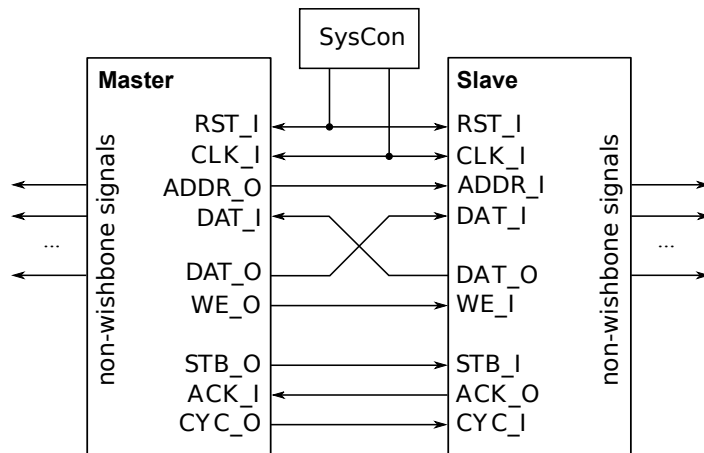 SysCon
Master
Slave
RST_I
RST_I
CLK_I
CLK_I
ADDR_O
ADDR_I
DAT_I
DAT_I
DAT_O
DAT_O
WE_O
WE_I
STB_O
STB_I
ACK_I
ACK_O
CYC_O
CYC_I
non-wishbone signals
non-wishbone signals
...
...